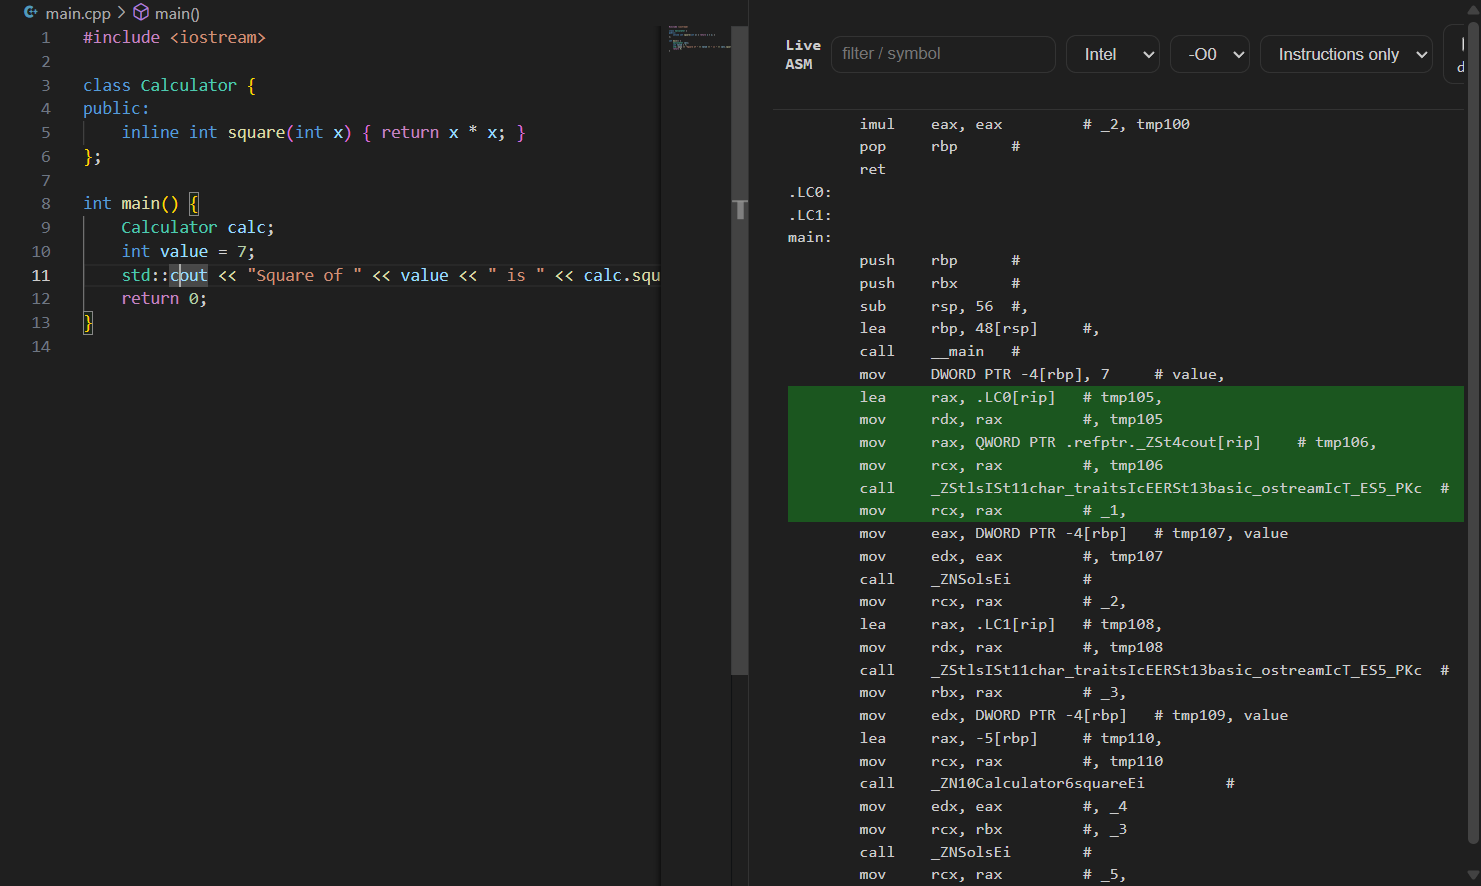 main.cpp > main()
1 #include <iostream>
2
3 class Calculator {
4 public:
5     inline int square(int x) { return x * x; }
6 };
7
8 int main() {
9     Calculator calc;
10     int value = 7;
11     std::cout << "Square of " << value << " is " << calc.squ
12     return 0;
13 }
14
Live ASM
filter / symbol
Intel
-O0
Instructions only
d
imul eax, eax # _2, tmp100
pop rbp #
ret
.LC0:
.LC1:
main:
push rbp #
push rbx #
sub rsp, 56 #,
lea rbp, 48[rsp] #,
call __main #
mov DWORD PTR -4[rbp], 7 # value,
lea rax, .LC0[rip] # tmp105,
mov rdx, rax #, tmp105
mov rax, QWORD PTR .refptr._ZSt4cout[rip] # tmp106,
mov rcx, rax #, tmp106
call _ZStlsISt11char_traitsIcEERSt13basic_ostreamIcT_ES5_PKc #
mov rcx, rax # _1,
mov eax, DWORD PTR -4[rbp] # tmp107, value
mov edx, eax #, tmp107
call _ZNSolsEi #
mov rcx, rax # _2,
lea rax, .LC1[rip] # tmp108,
mov rdx, rax #, tmp108
call _ZStlsISt11char_traitsIcEERSt13basic_ostreamIcT_ES5_PKc #
mov rbx, rax # _3,
mov edx, DWORD PTR -4[rbp] # tmp109, value
lea rax, -5[rbp] # tmp110,
mov rcx, rax #, tmp110
call _ZN10Calculator6squareEi #
mov edx, eax #, _4
mov rcx, rbx #, _3
call _ZNSolsEi #
mov rcx, rax # _5,